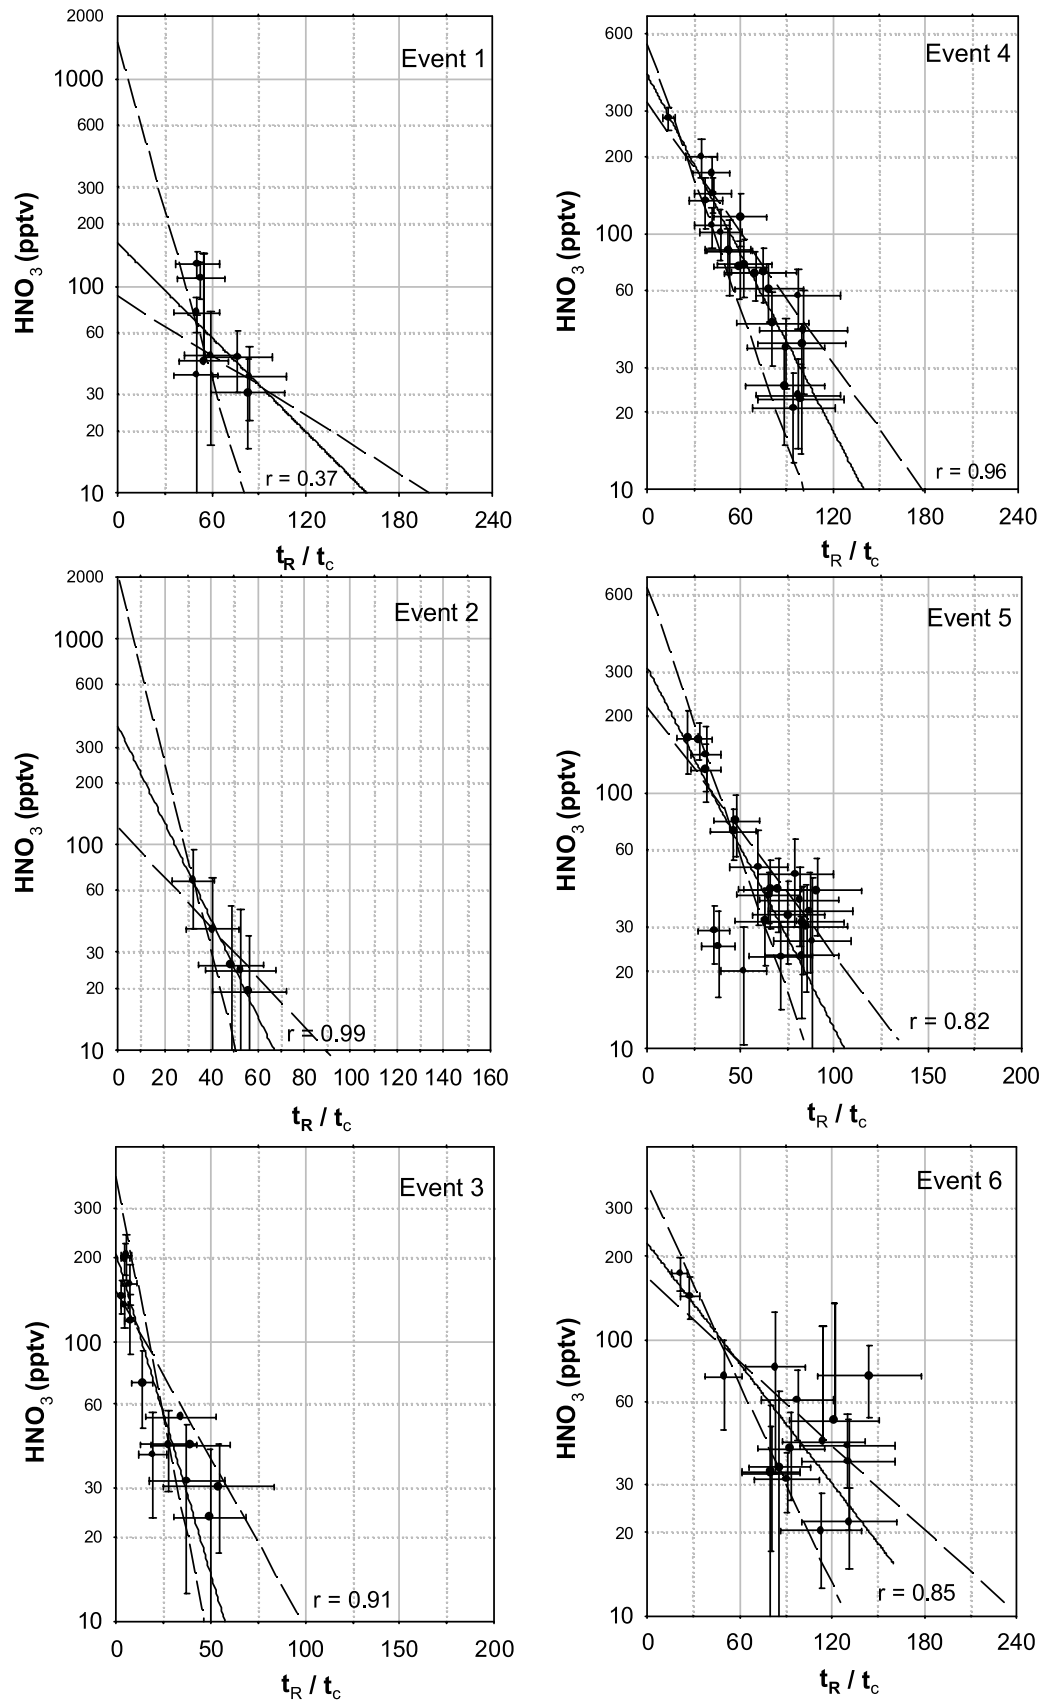 2000
1000
600
300
200
100
60
30
20
10
HNO3 (pptv)
Event 1
r = 0.37
0 60 120 180 240
tR / tc
600
300
200
100
60
30
20
10
HNO3 (pptv)
Event 4
r = 0.96
0 60 120 180 240
tR / tc
2000
1000
600
300
200
100
60
30
20
10
HNO3 (pptv)
Event 2
r = 0.99
0 20 40 60 80 100 120 140 160
tR / tc
600
300
200
100
60
30
20
10
HNO3 (pptv)
Event 5
r = 0.82
0 50 100 150 200
tR / tc
300
200
100
60
30
20
10
HNO3 (pptv)
Event 3
r = 0.91
0 50 100 150 200
tR / tc
300
200
100
60
30
20
10
HNO3 (pptv)
Event 6
r = 0.85
0 60 120 180 240
tR / tc